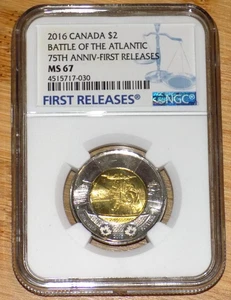 2016 CANADA $2
BATTLE OF THE ATLANTIC
75TH ANNIV-FIRST RELEASES
MS 67
4515717-030
FIRST RELEASES®
NGC®